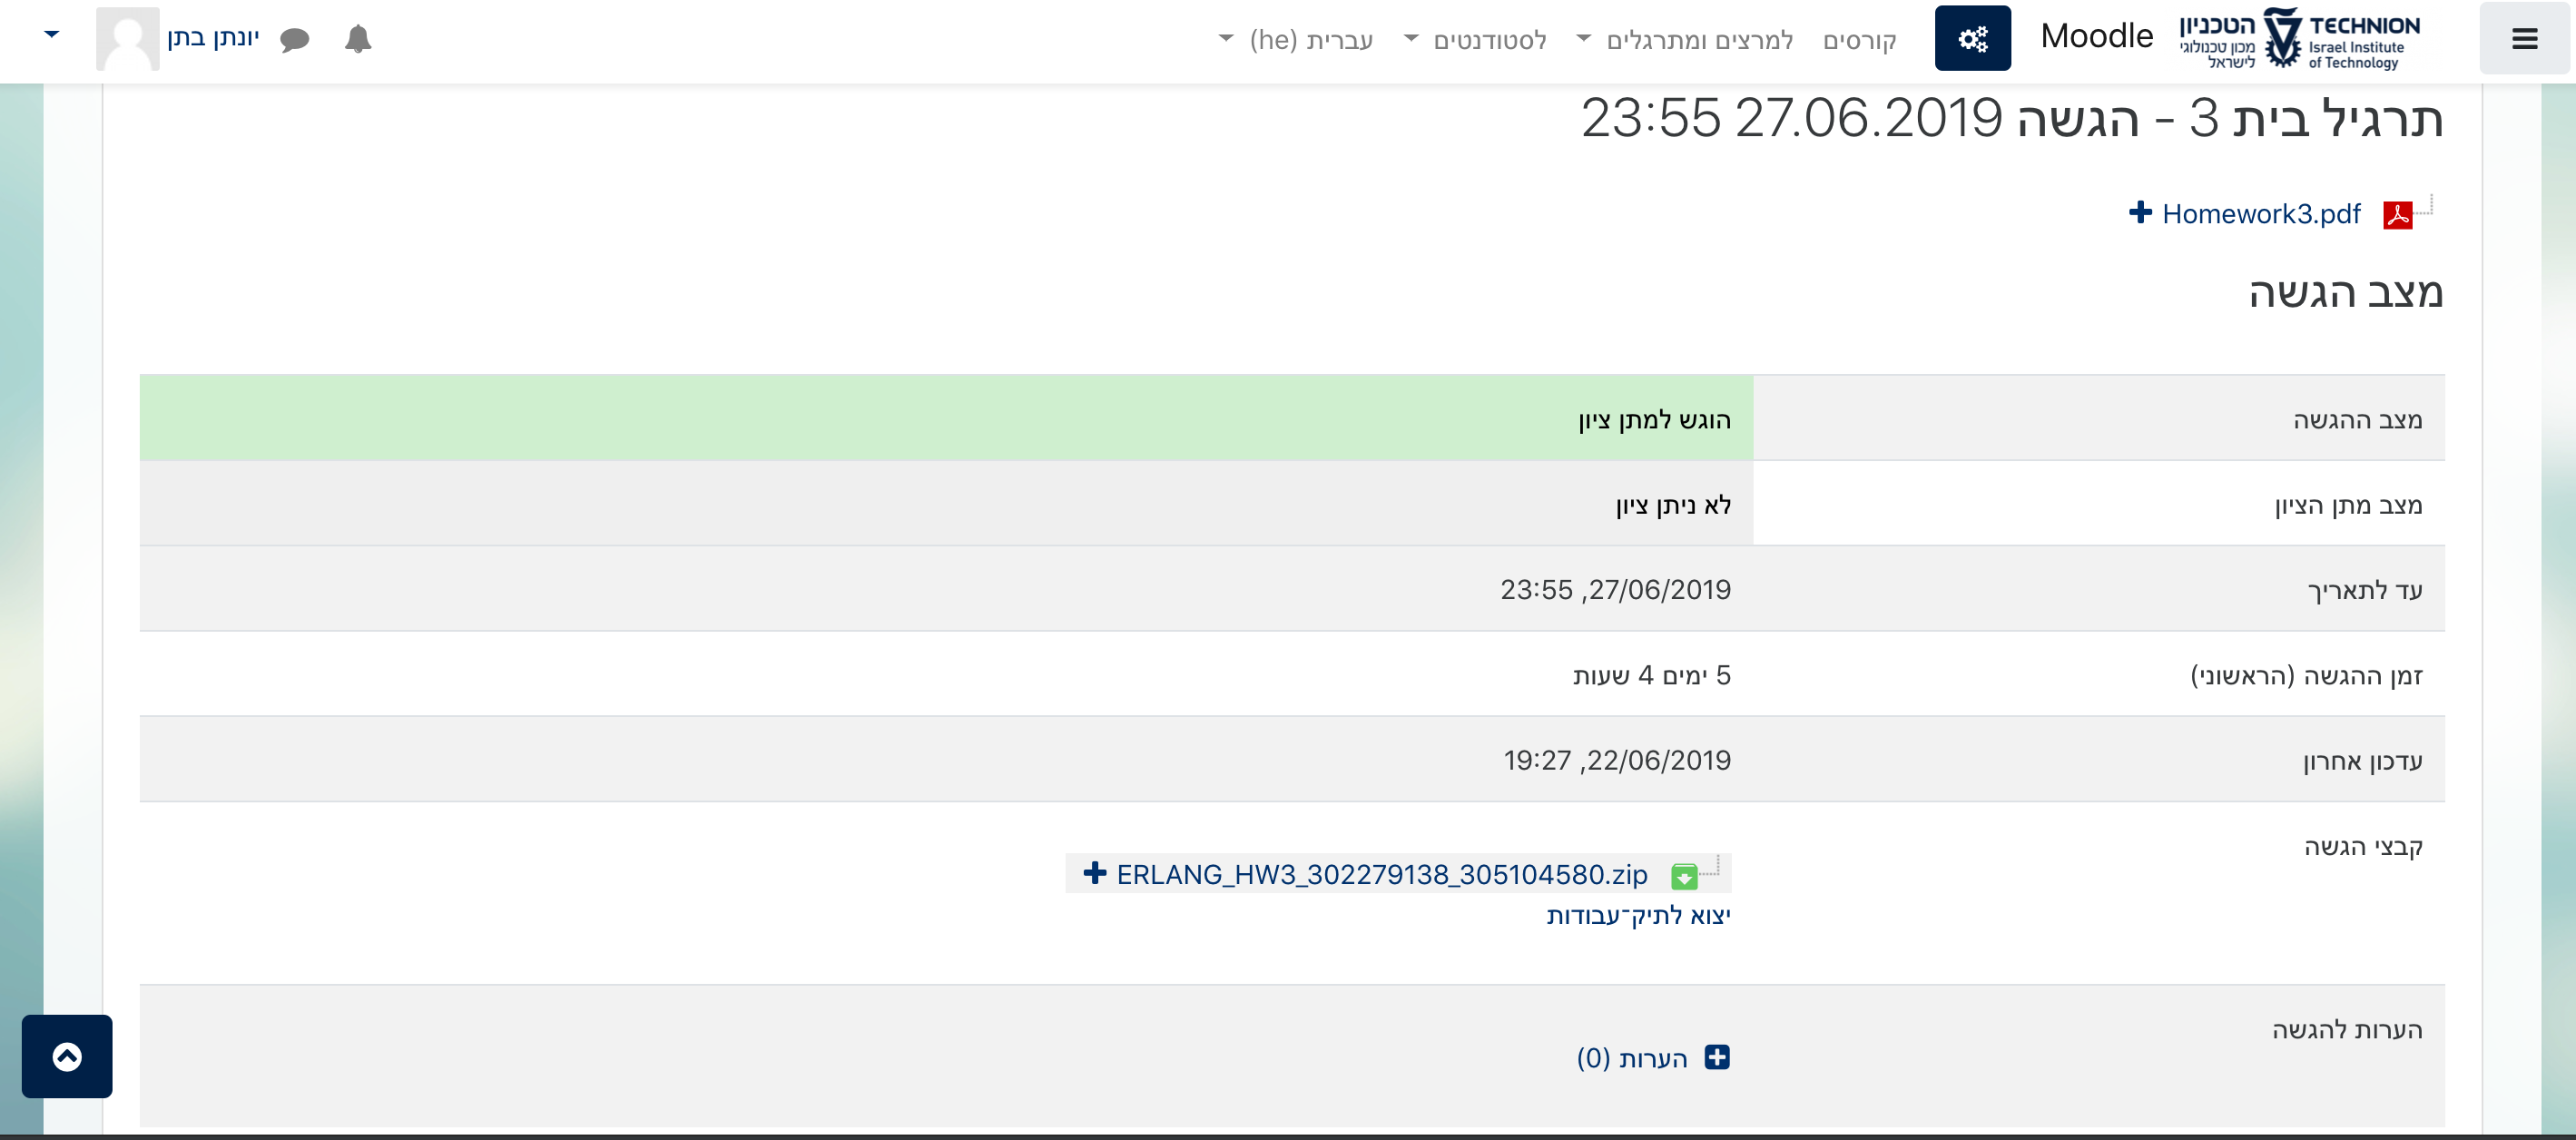 הטכניון
מכון טכנולוגי
לישראל
TECHNION
Israel Institute
of Technology
Moodle
קורסים
למרצים ומתרגלים
לסטודנטים
עברית ‎(he)‎
יונתן בתן
תרגיל בית 3 - הגשה 27.06.2019 23:55
Homework3.pdf
מצב הגשה
מצב ההגשה
הוגש למתן ציון
מצב מתן הציון
לא ניתן ציון
עד לתאריך
27/06/2019, 23:55
זמן ההגשה (הראשוני)
5 ימים 4 שעות
עדכון אחרון
22/06/2019, 19:27
קבצי הגשה
ERLANG_HW3_302279138_305104580.zip
יצוא לתיק־עבודות
הערות להגשה
הערות (0)